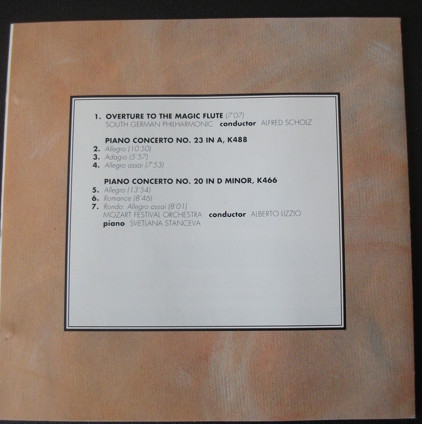 1. OVERTURE TO THE MAGIC FLUTE (7'07)
SOUTH GERMAN PHILHARMONIC conductor ALFRED SCHOLZ
PIANO CONCERTO NO. 23 IN A, K488
2. Allegro (10'50)
3. Adagio (5'57)
4. Allegro assai (7'53)
PIANO CONCERTO NO. 20 IN D MINOR, K466
5. Allegro (13'54)
6. Romance (8'46)
7. Rondo: Allegro assai (8'01)
MOZART FESTIVAL ORCHESTRA conductor ALBERTO LIZZIO
piano SVETLANA STANCEVA